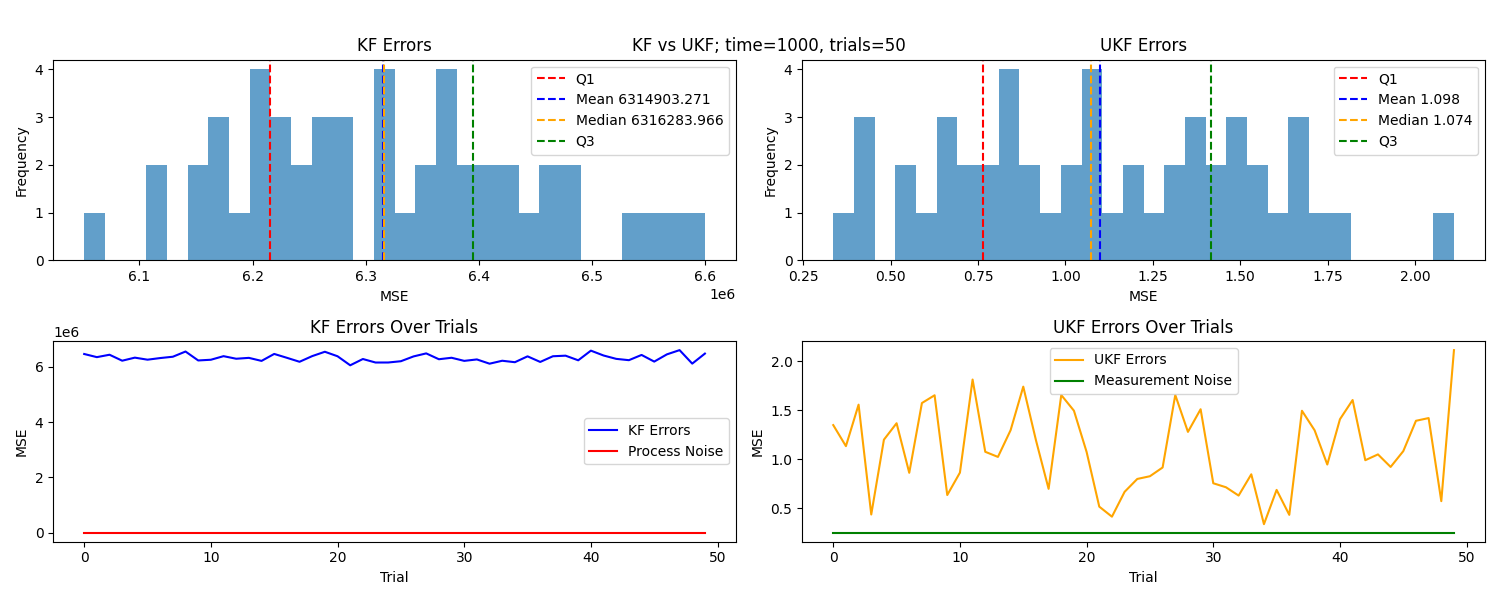 KF vs UKF; time=1000, trials=50
KF Errors
Frequency
4
3
2
1
0
6.1
6.2
6.3
6.4
6.5
6.6
1e6
MSE
Q1
Mean 6314903.271
Median 6316283.966
Q3
UKF Errors
Frequency
4
3
2
1
0
0.25
0.50
0.75
1.00
1.25
1.50
1.75
2.00
MSE
Q1
Mean 1.098
Median 1.074
Q3
KF Errors Over Trials
1e6
MSE
6
4
2
0
0
10
20
30
40
50
Trial
KF Errors
Process Noise
UKF Errors Over Trials
MSE
2.0
1.5
1.0
0.5
0
10
20
30
40
50
Trial
UKF Errors
Measurement Noise